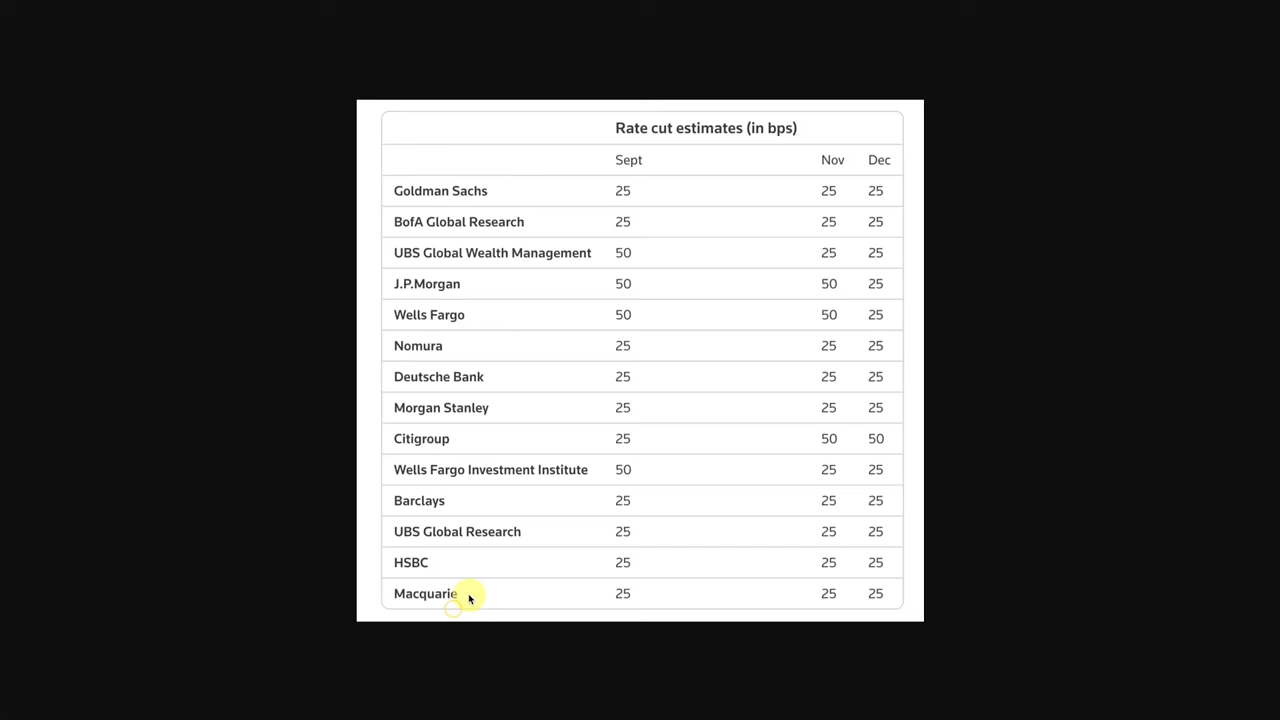 Rate cut estimates (in bps)
Sept Nov Dec
Goldman Sachs 25 25 25
BofA Global Research 25 25 25
UBS Global Wealth Management 50 25 25
J.P.Morgan 50 50 25
Wells Fargo 50 50 25
Nomura 25 25 25
Deutsche Bank 25 25 25
Morgan Stanley 25 25 25
Citigroup 25 50 50
Wells Fargo Investment Institute 50 25 25
Barclays 25 25 25
UBS Global Research 25 25 25
HSBC 25 25 25
Macquarie 25 25 25